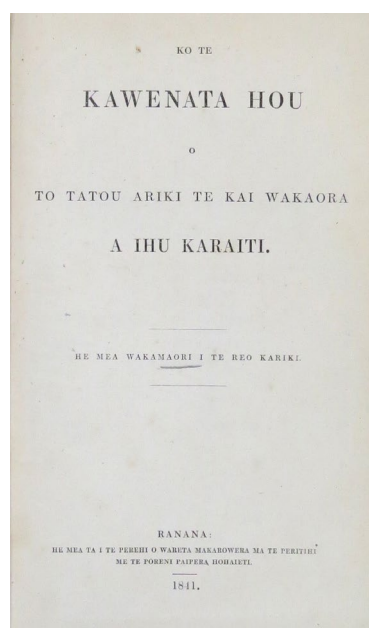 KO TE
KAWENATA HOU
O
TO TATOU ARIKI TE KAI WAKAORA
A IHU KARAITI.
HE MEA WAKAMAORI I TE REO KARIKI.
RANANA:
HE MEA TA I TE PEREHI O WARETA MAKAROWERA MA TE PERITIHI
ME TE PORENI PAIPERA HOHAIETI.
1841.